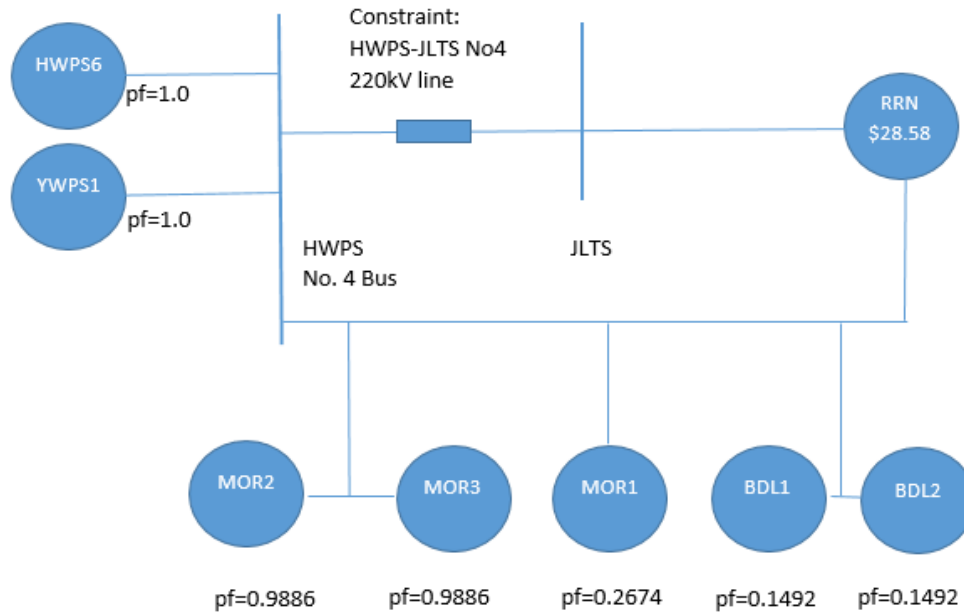 Constraint:
HWPS-JLTS No4
220kV line
HWPS6
pf=1.0
RRN
$28.58
YWPS1
pf=1.0
HWPS
No. 4 Bus
JLTS
MOR2
MOR3
MOR1
BDL1
BDL2
pf=0.9886
pf=0.9886
pf=0.2674
pf=0.1492
pf=0.1492